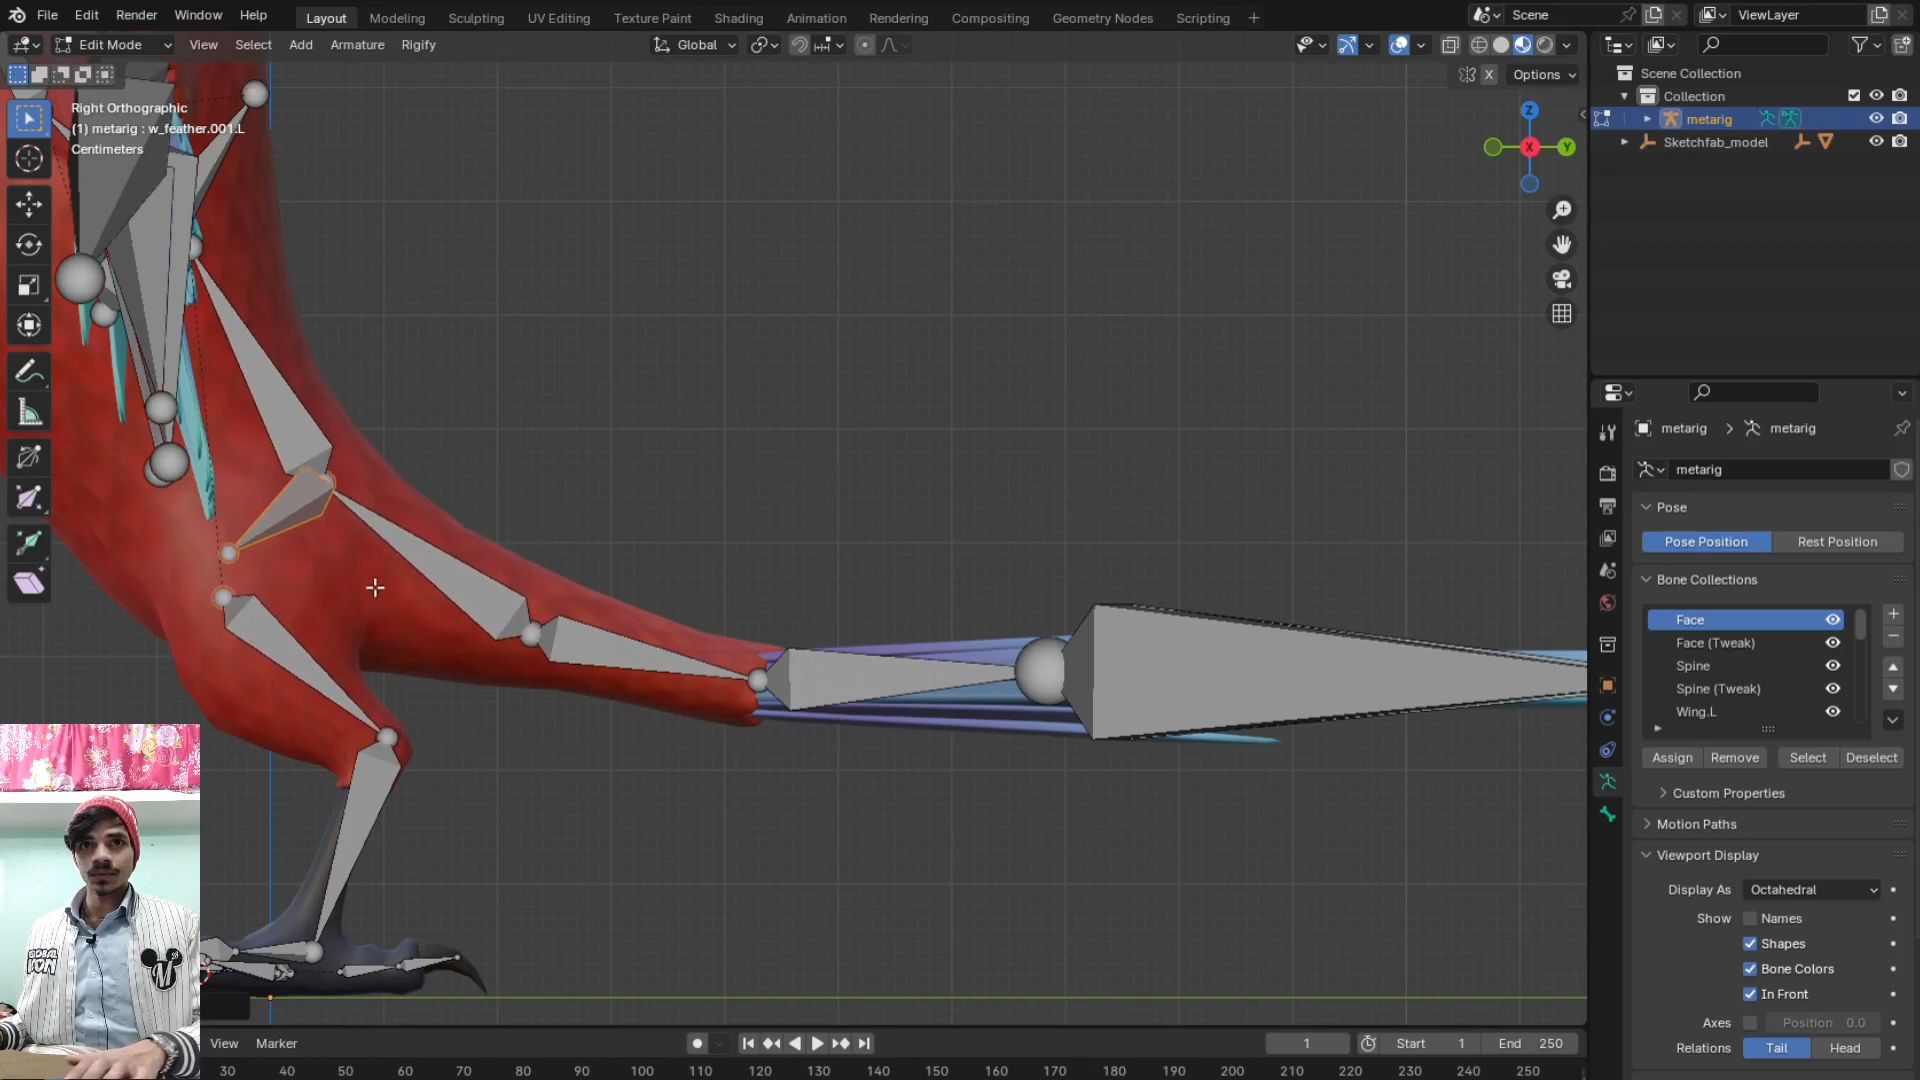 File Edit Render Window Help Layout Modeling Sculpting UV Editing Texture Paint Shading Animation Rendering Compositing Geometry Nodes Scripting + Scene ViewLayer
Edit Mode View Select Add Armature Rigify Global
X Options
Right Orthographic
(1) metarig : w_feather.001.L
Centimeters
Z
X
Y
Scene Collection
Collection
metarig
Sketchfab_model
metarig > metarig
metarig
Pose
Pose Position Rest Position
Bone Collections
Face
Face (Tweak)
Spine
Spine (Tweak)
Wing.L
Assign Remove Select Deselect
Custom Properties
Motion Paths
Viewport Display
Display As Octahedral
Show Names
Shapes
Bone Colors
In Front
Axes Position 0.0
Relations Tail Head
GLOBAL
M
View Marker 1 Start 1 End 250
30 40 50 60 70 80 90 100 110 120 130 140 150 160 170 180 190 200 210 220 230 240 250